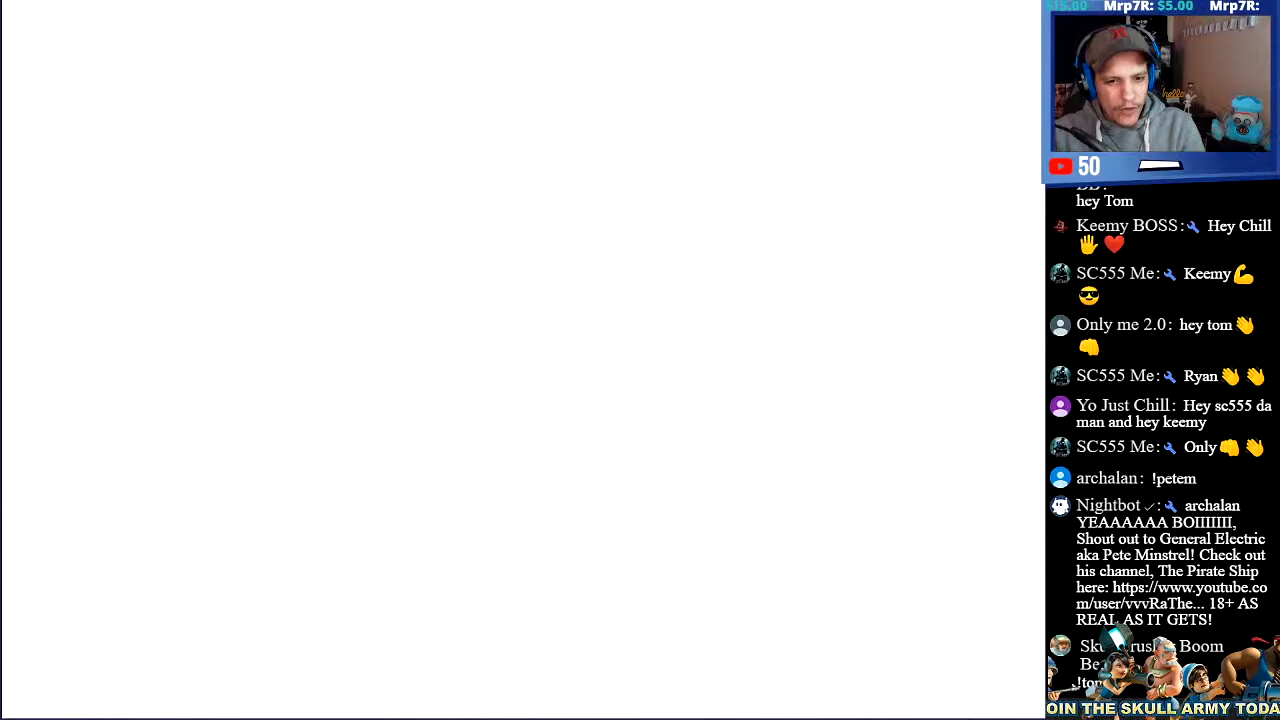 $15.00 Mrp7R: $5.00 Mrp7R:
hello
50
hey Tom
Keemy BOSS: Hey Chill
🖐❤️
SC555 Me: Keemy💪
😎
Only me 2.0: hey tom👋
👊
SC555 Me: Ryan👋👋
Yo Just Chill: Hey sc555 da
man and hey keemy
SC555 Me: Only👊👋
archalan: !petem
Nightbot ✓: archalan
YEAAAAAA BOIIIIIII,
Shout out to General Electric
aka Pete Minstrel! Check out
his channel, The Pirate Ship
here: https://www.youtube.co
m/user/vvvRaThe... 18+ AS
REAL AS IT GETS!
Boom
OIN THE SKULL ARMY TODA